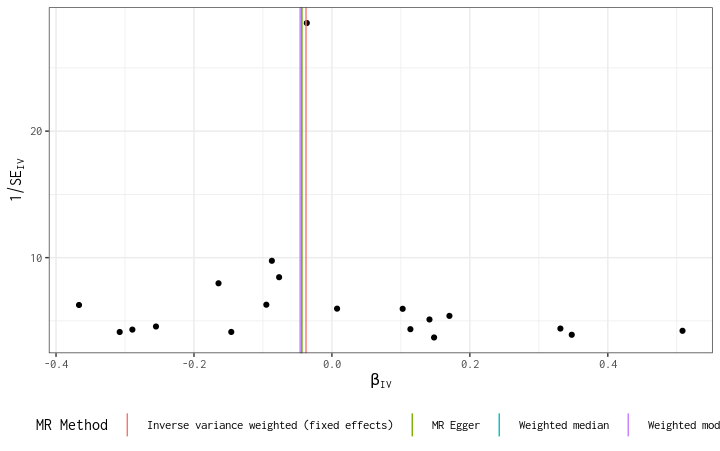 20
10
1/SE_IV
-0.4 -0.2 0.0 0.2 0.4
β_IV
MR Method Inverse variance weighted (fixed effects) MR Egger Weighted median Weighted mod